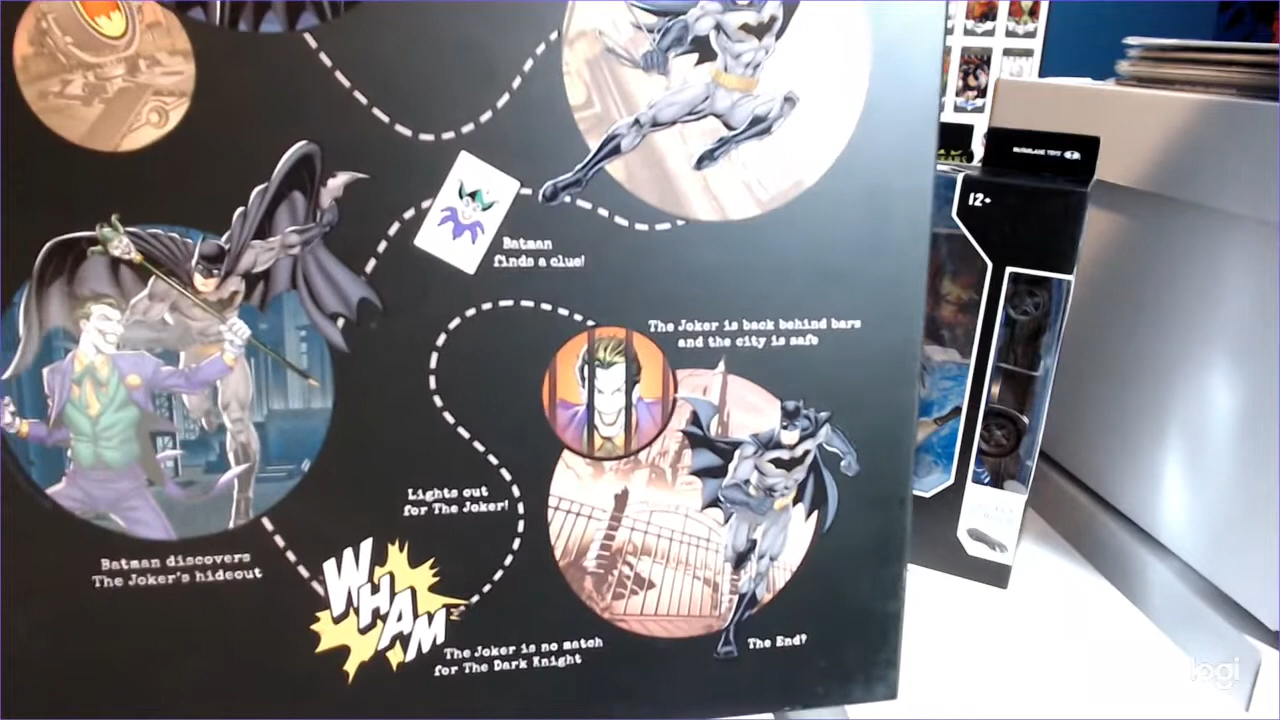 MCFARLANE TOYS
12+
Batman
finds a clue!
The Joker is back behind bars
and the city is safe
Lights out
for The Joker!
Batman discovers
The Joker's hideout
WHAM
The Joker is no match
for The Dark Knight
The End?
logi